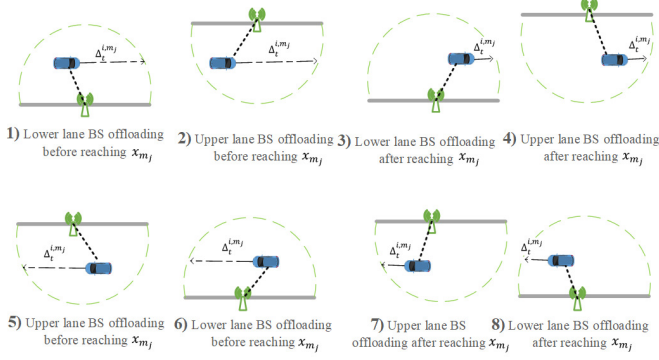 Δ_t^{i,m_j}
Δ_t^{i,m_j}
Δ_t^{i,m_j}
Δ_t^{i,m_j}
1) Lower lane BS offloading
before reaching x_{m_j}
2) Upper lane BS offloading
before reaching x_{m_j}
3) Lower lane BS offloading
after reaching x_{m_j}
4) Upper lane BS offloading
after reaching x_{m_j}
Δ_t^{i,m_j}
Δ_t^{i,m_j}
Δ_t^{i,m_j}
Δ_t^{i,m_j}
5) Upper lane BS offloading
before reaching x_{m_j}
6) Lower lane BS offloading
before reaching x_{m_j}
7) Upper lane BS
offloading after reaching x_{m_j}
8) Lower lane BS offloading
after reaching x_{m_j}